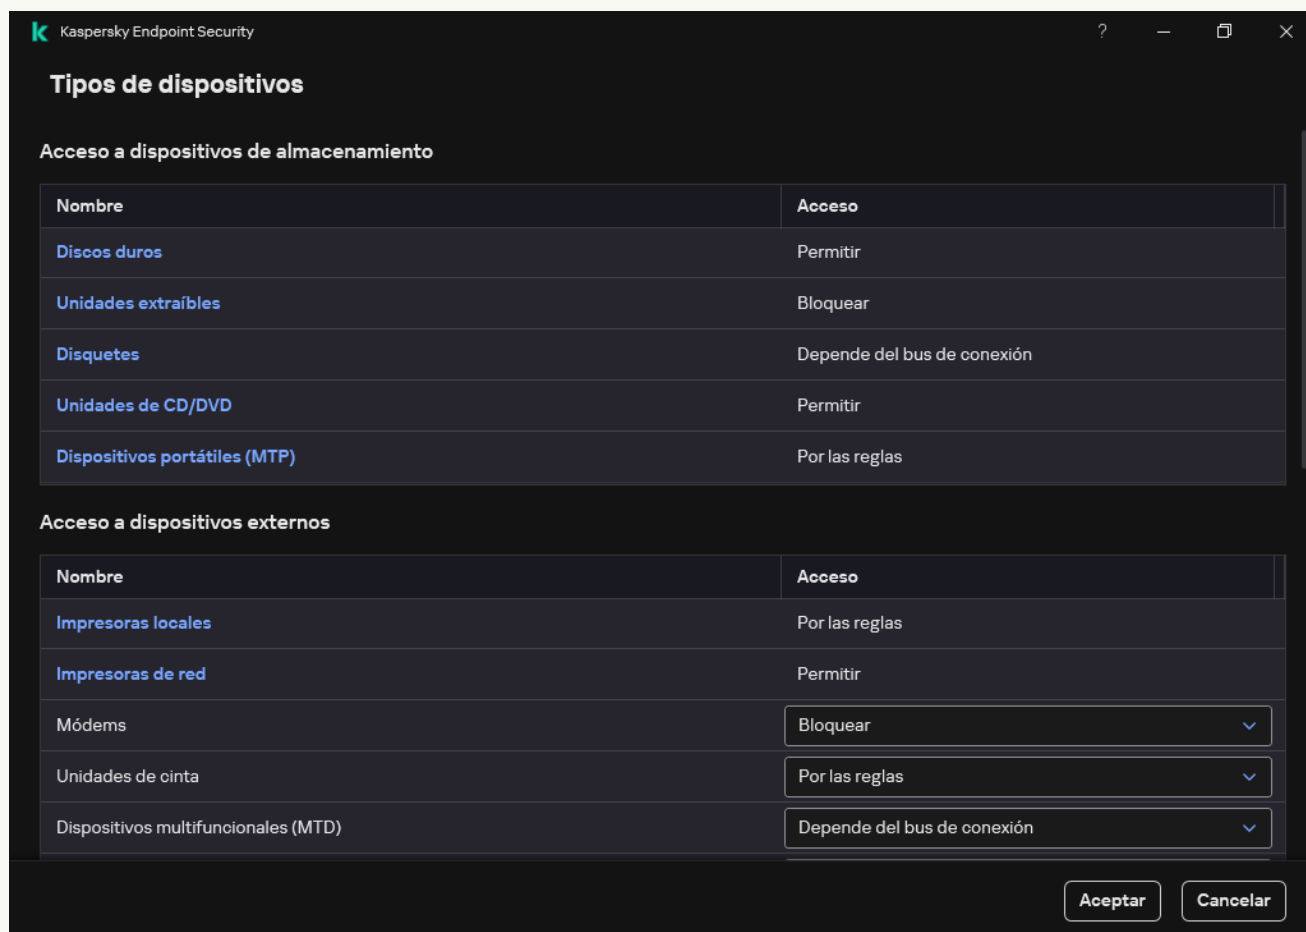 Kaspersky Endpoint Security
?
Tipos de dispositivos
Acceso a dispositivos de almacenamiento
Nombre Acceso
Discos duros Permitir
Unidades extraíbles Bloquear
Disquetes Depende del bus de conexión
Unidades de CD/DVD Permitir
Dispositivos portátiles (MTP) Por las reglas
Acceso a dispositivos externos
Nombre Acceso
Impresoras locales Por las reglas
Impresoras de red Permitir
Módems Bloquear
Unidades de cinta Por las reglas
Dispositivos multifuncionales (MTD) Depende del bus de conexión
Aceptar Cancelar